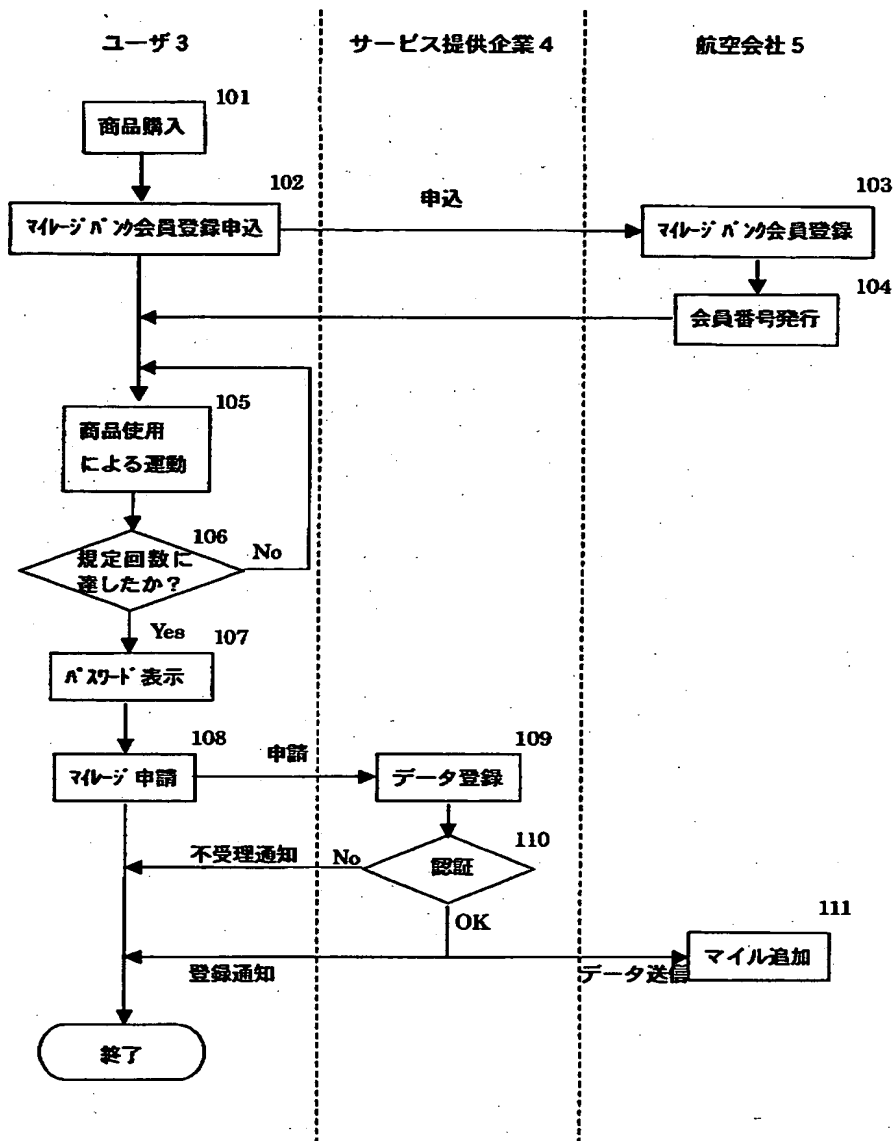 ユーザ3 サービス提供企業4 航空会社5
101
商品購入
102
マイレージバンク会員登録申込
申込
103
マイレージバンク会員登録
104
会員番号発行
105
商品使用
による運動
106
規定回数に
達したか?
No
Yes
107
パスワード表示
108
マイレージ申請
申請
109
データ登録
110
認証
No
不受理通知
OK
登録通知
データ送信
111
マイル追加
終了